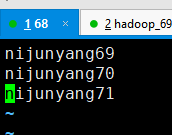 1 68
2 hadoop_69
nijunyang69
nijunyang70
nijunyang71
~
~